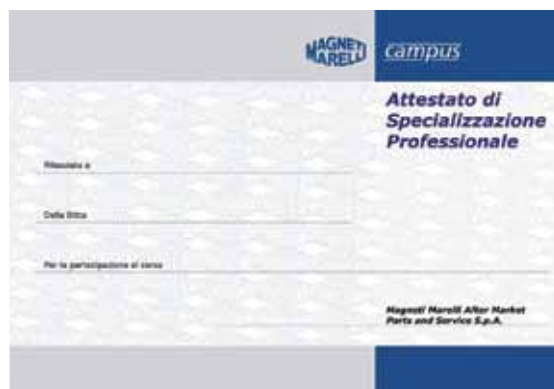 MAGNETI
MARELLI
campus
Attestato di
Specializzazione
Professionale
Rilasciato a
Della Ditta
Per la partecipazione al corso
Magneti Marelli After Market
Parts and Service S.p.A.